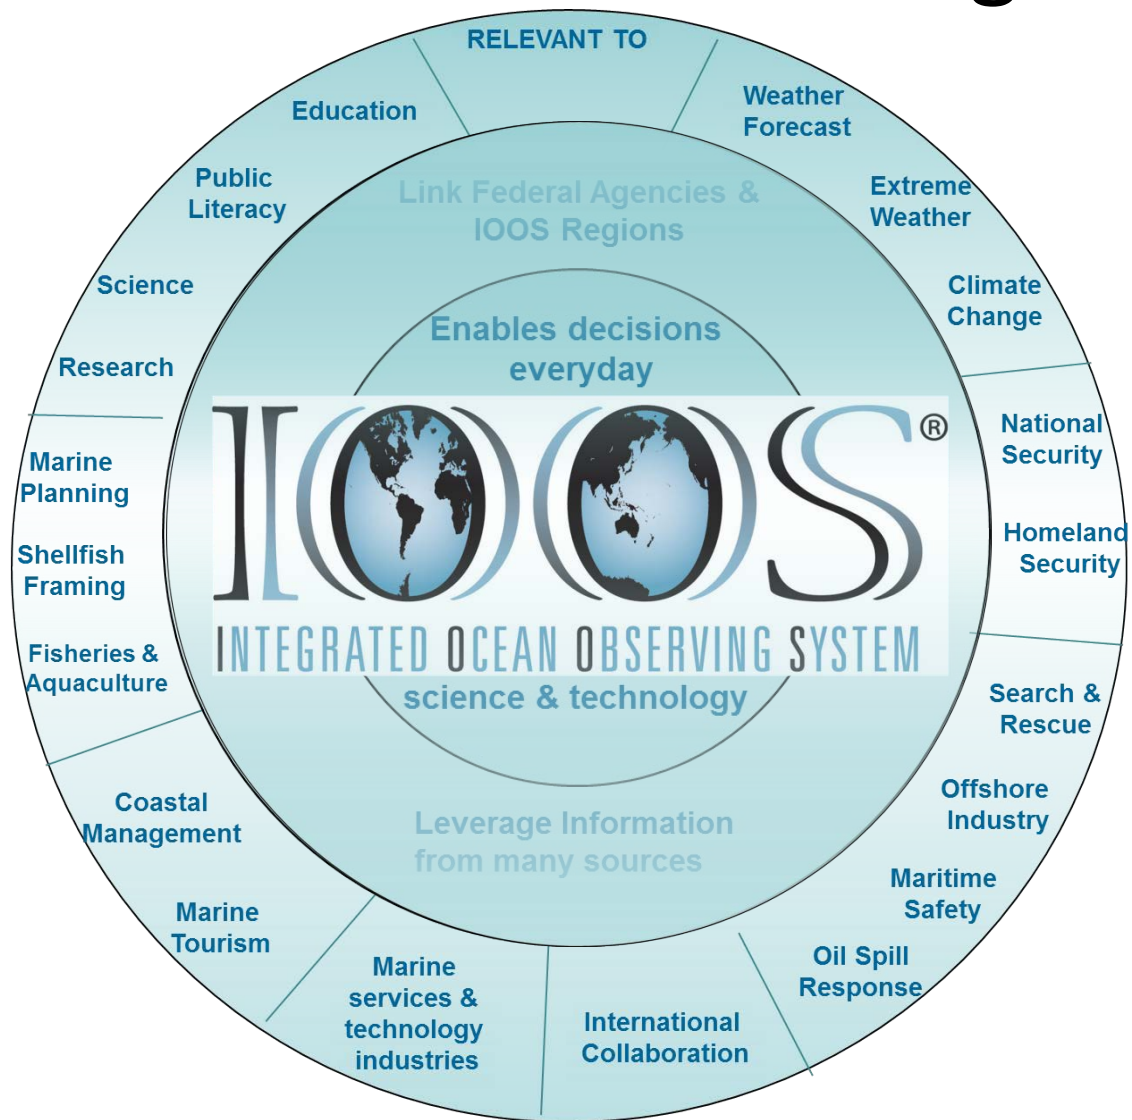 RELEVANT TO
Weather
Forecast
Extreme
Weather
Climate
Change
National
Security
Homeland
Security
Search &
Rescue
Offshore
Industry
Maritime
Safety
Oil Spill
Response
International
Collaboration
Marine
services &
technology
industries
Marine
Tourism
Coastal
Management
Fisheries &
Aquaculture
Shellfish
Framing
Marine
Planning
Research
Science
Public
Literacy
Education
Link Federal Agencies &
IOOS Regions
Enables decisions
everyday
IOOS®
INTEGRATED OCEAN OBSERVING SYSTEM
science & technology
Leverage Information
from many sources